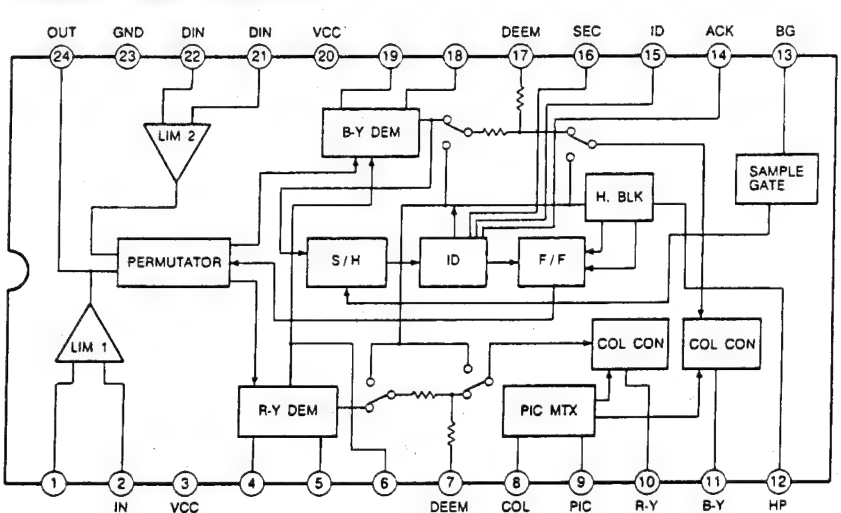 OUT GND DIN DIN VCC DEEM SEC ID ACK BG
24 23 22 21 20 19 18 17 16 15 14 13
LIM 2
B-Y DEM
SAMPLE
GATE
H. BLK
PERMUTATOR
S/H
ID
F/F
LIM 1
COL CON
COL CON
R-Y DEM
PIC MTX
1 2 3 4 5 6 7 8 9 10 11 12
IN VCC DEEM COL PIC R-Y B-Y HP